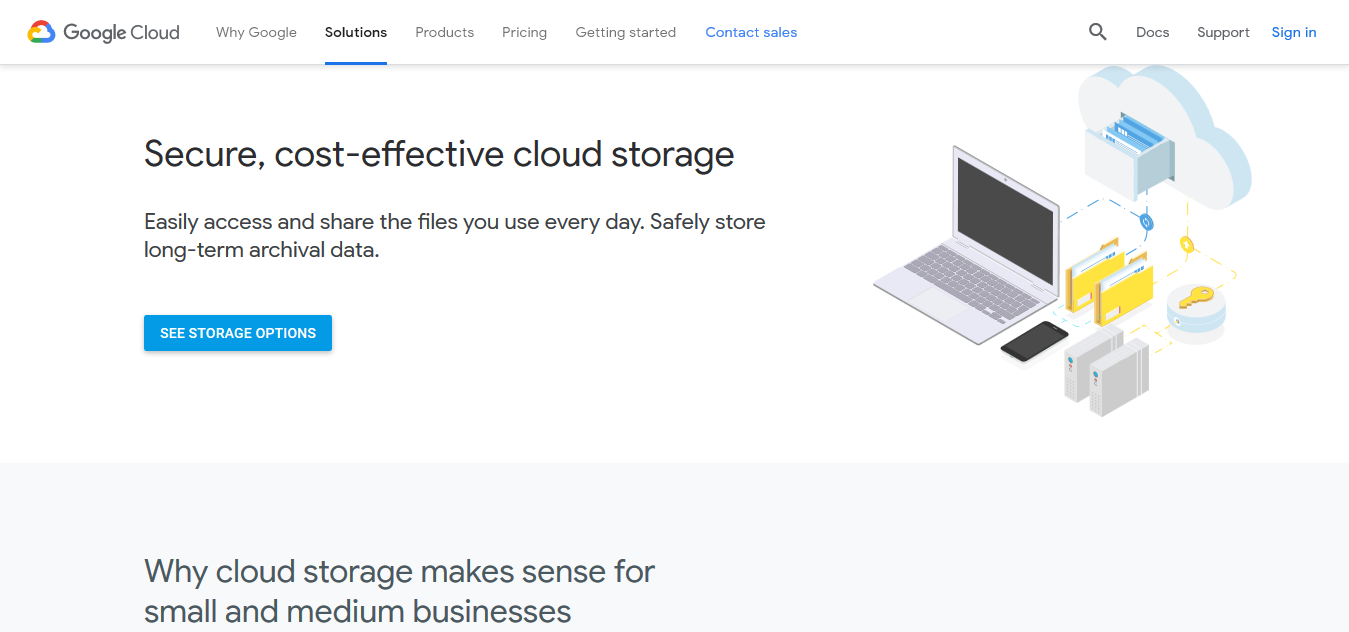 Google Cloud Why Google Solutions Products Pricing Getting started Contact sales Docs Support Sign in
Secure, cost-effective cloud storage
Easily access and share the files you use every day. Safely store
long-term archival data.
SEE STORAGE OPTIONS
Why cloud storage makes sense for
small and medium businesses